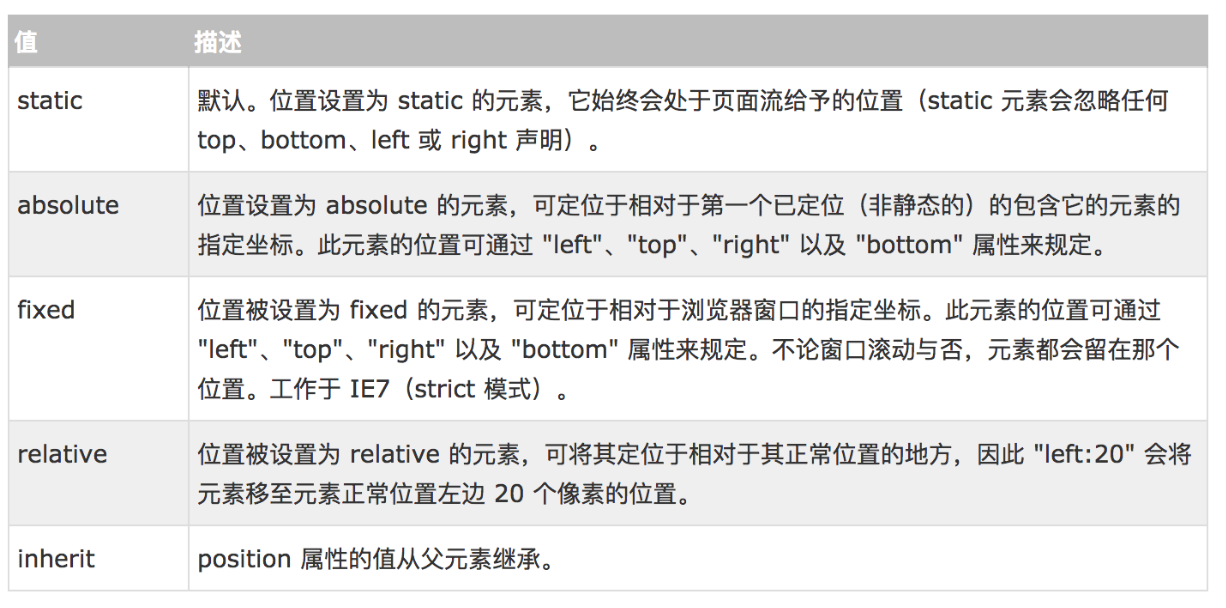 值 描述
static 默认。位置设置为 static 的元素，它始终会处于页面流给予的位置（static 元素会忽略任何
top、bottom、left 或 right 声明）。
absolute 位置设置为 absolute 的元素，可定位于相对于第一个已定位（非静态的）的包含它的元素的
指定坐标。此元素的位置可通过 "left"、"top"、"right" 以及 "bottom" 属性来规定。
fixed 位置被设置为 fixed 的元素，可定位于相对于浏览器窗口的指定坐标。此元素的位置可通过
"left"、"top"、"right" 以及 "bottom" 属性来规定。不论窗口滚动与否，元素都会留在那个
位置。工作于 IE7（strict 模式）。
relative 位置被设置为 relative 的元素，可将其定位于相对于其正常位置的地方，因此 "left:20" 会将
元素移至元素正常位置左边 20 个像素的位置。
inherit position 属性的值从父元素继承。